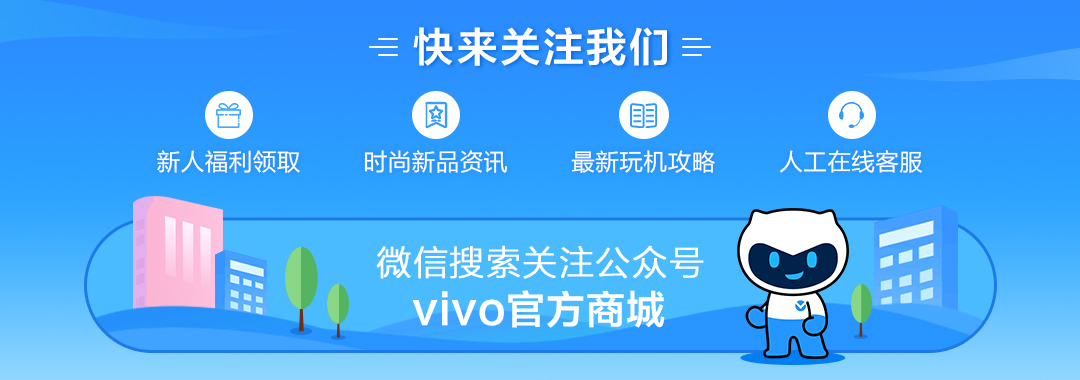 快来关注我们
新人福利领取
时尚新品资讯
最新玩机攻略
人工在线客服
微信搜索关注公众号
vivo官方商城